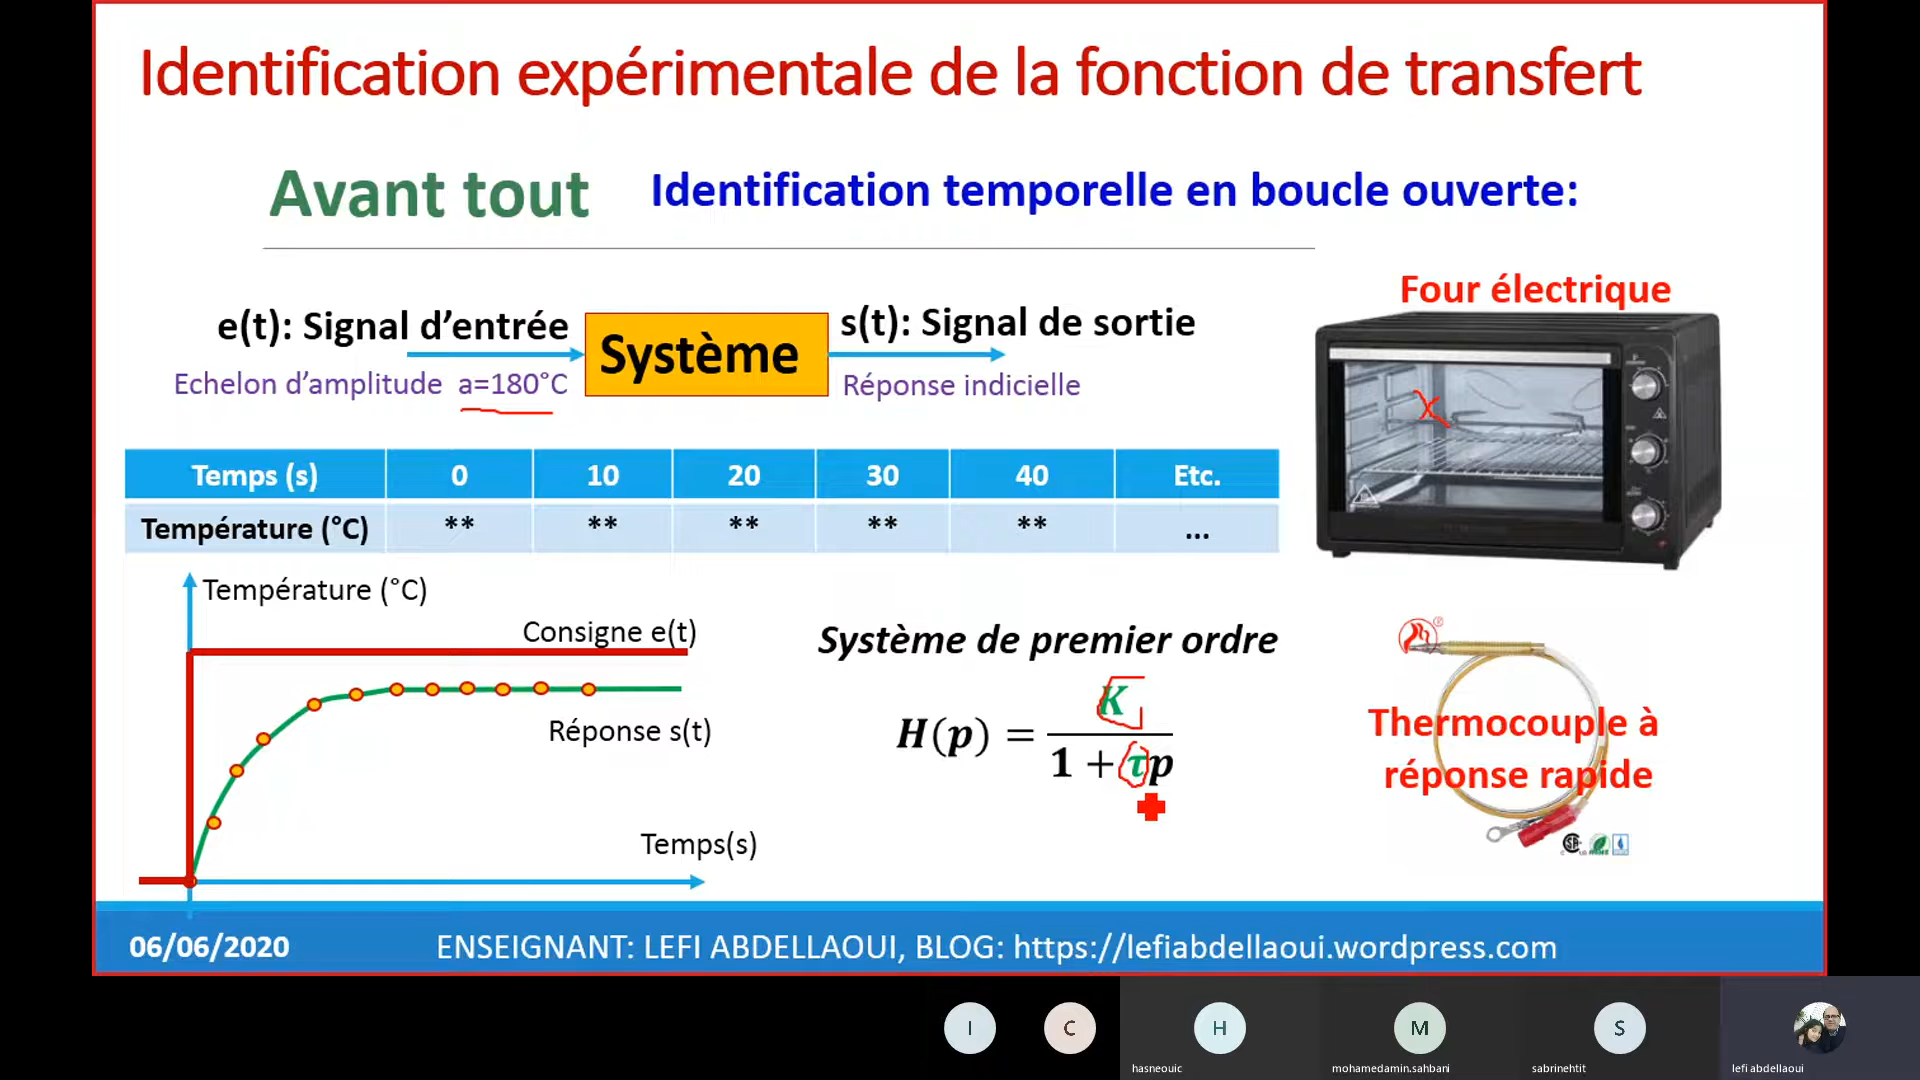 Identification expérimentale de la fonction de transfert
Avant tout
Identification temporelle en boucle ouverte:
e(t): Signal d'entrée
Système
s(t): Signal de sortie
Echelon d'amplitude a=180°C
Réponse indicielle
Four électrique
Temps (s) 0 10 20 30 40 Etc.
Température (°C) ** ** ** ** ** ...
Température (°C)
Consigne e(t)
Réponse s(t)
Temps(s)
Système de premier ordre
H(p) = K / 1 + τp
Thermocouple à
réponse rapide
06/06/2020
ENSEIGNANT: LEFI ABDELLAOUI, BLOG: https://lefiabdellaoui.wordpress.com
I
C
H
M
S
hasneouic
mohamedamin.sahbani
sabrinehtit
lefi abdellaoui